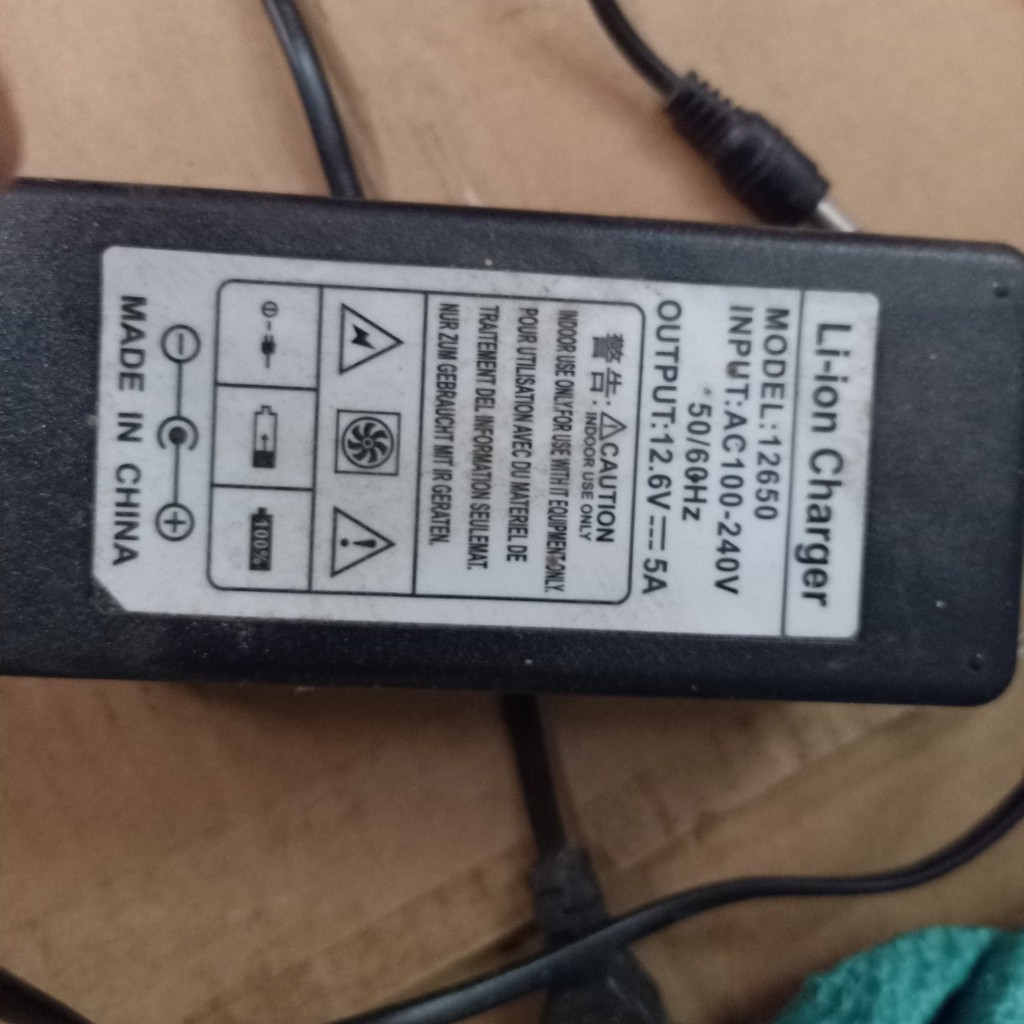 Li-ion Charger
MODEL:12650
INPUT:AC100-240V
50/60Hz
OUTPUT:12.6V⎓5A
警告: ⚠CAUTION
INDOOR USE ONLY
INDOOR USE ONLY.FOR USE WITH IT EQUIPMENT ONLY.
POUR UTILISATION AVEC DU MATERIEL DE
TRAITEMENT DEL INFORMATION SEULEMAT.
NUR ZUM GEBRAUCHT MIT IR GERATEN.
100%
MADE IN CHINA